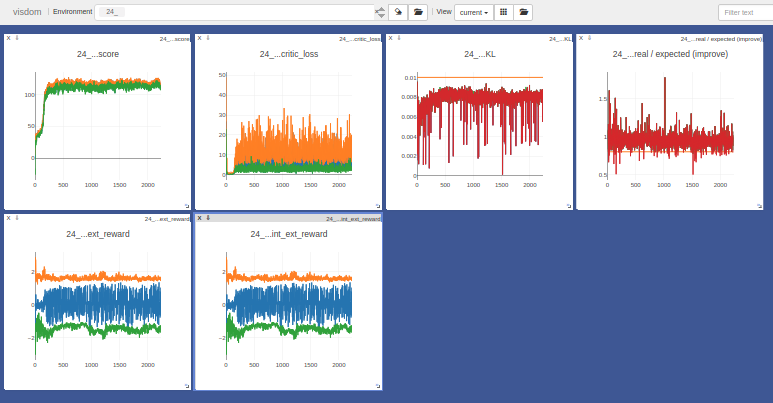 visdom | Environment 24_ | View current Filter text
X 24_...score
24_...score
100
50
0
0 500 1000 1500 2000
X 24_...critic_loss
24_...critic_loss
50
40
30
20
10
0
0 500 1000 1500 2000
X 24_...KL
24_...KL
0.01
0.008
0.006
0.004
0.002
0
0 500 1000 1500 2000
X 24_...real / expected (improve)
24_...real / expected (improve)
1.5
1
0.5
0 500 1000 1500 2000
X 24_...ext_reward
24_...ext_reward
2
0
−2
0 500 1000 1500 2000
X 24_...int_ext_reward
24_...int_ext_reward
2
0
−2
0 500 1000 1500 2000